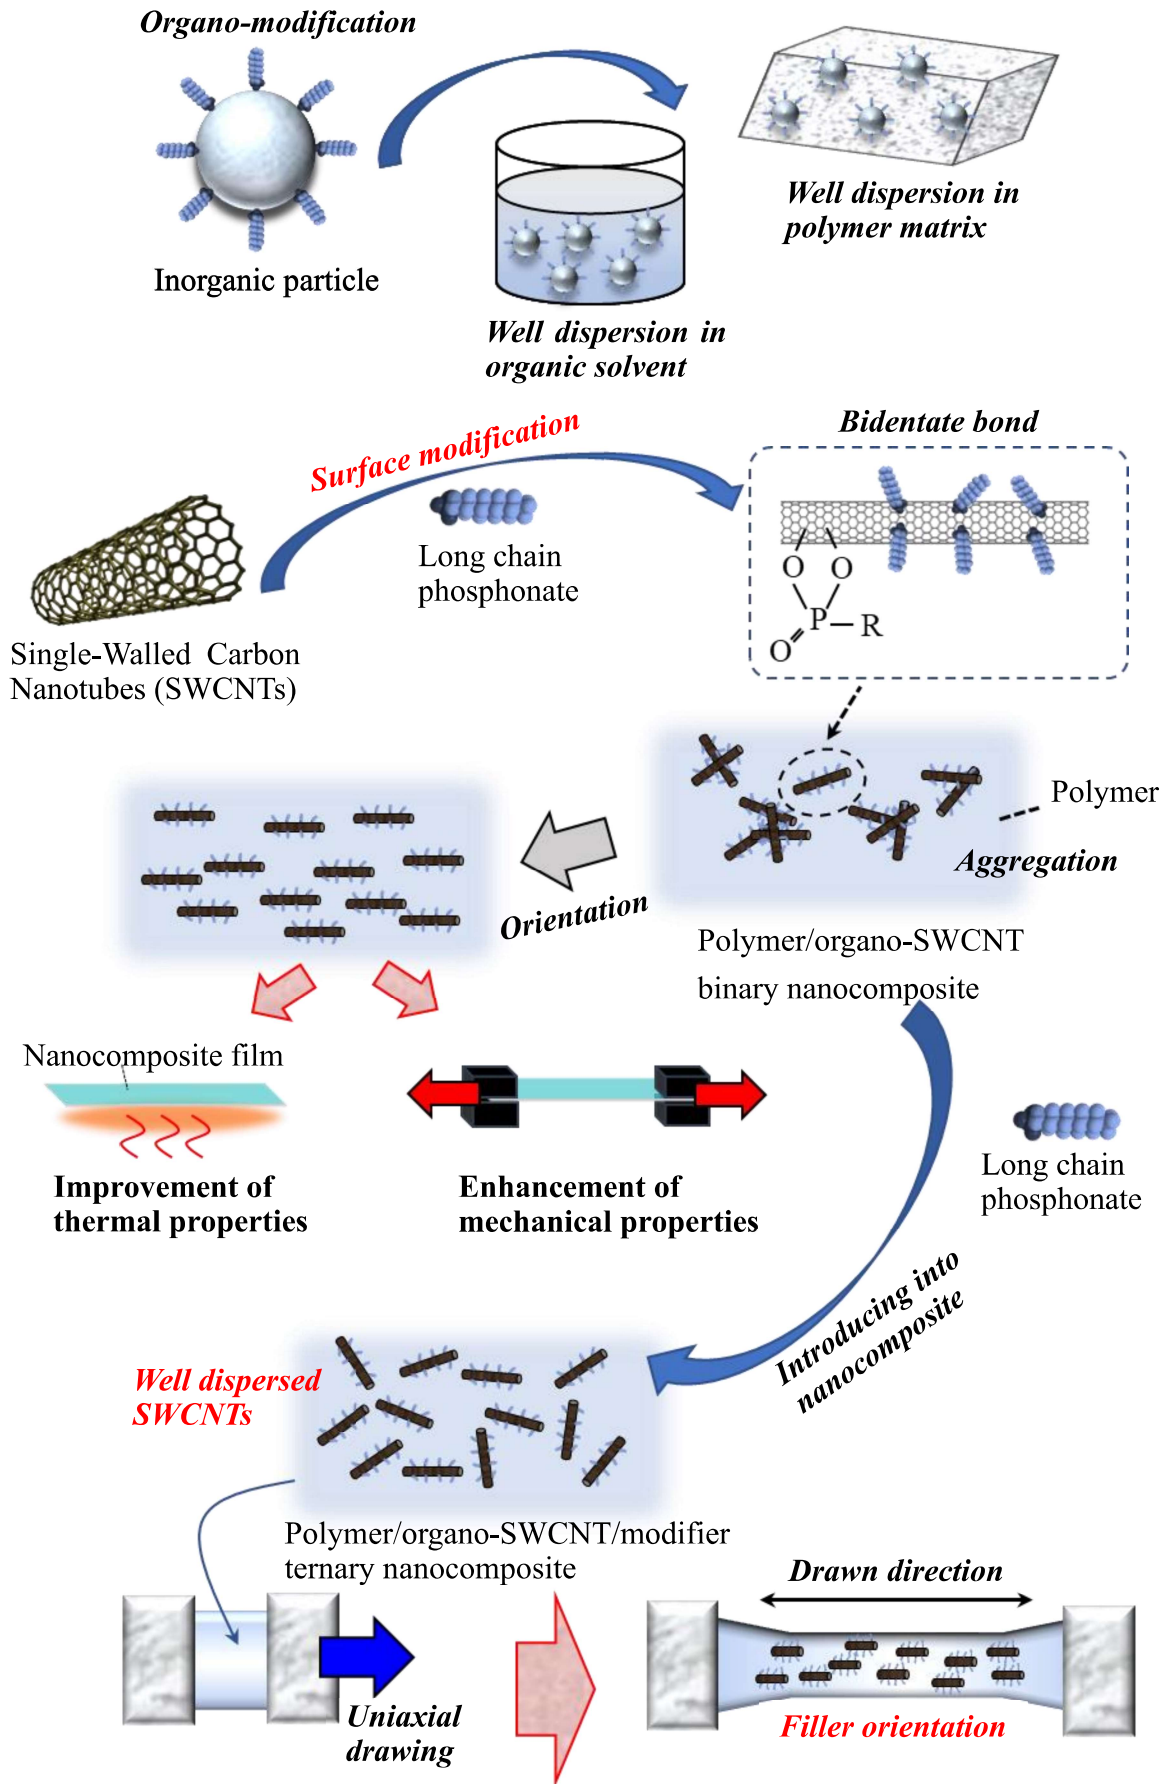 Organo-modification
Inorganic particle
Well dispersion in
organic solvent
Well dispersion in
polymer matrix
Surface modification
Long chain
phosphonate
Single-Walled Carbon
Nanotubes (SWCNTs)
Bidentate bond
O O
P R
O
Polymer
Aggregation
Orientation
Polymer/organo-SWCNT
binary nanocomposite
Nanocomposite film
Improvement of
thermal properties
Enhancement of
mechanical properties
Long chain
phosphonate
Introducing into
nanocomposite
Well dispersed
SWCNTs
Polymer/organo-SWCNT/modifier
ternary nanocomposite
Uniaxial
drawing
Drawn direction
Filler orientation